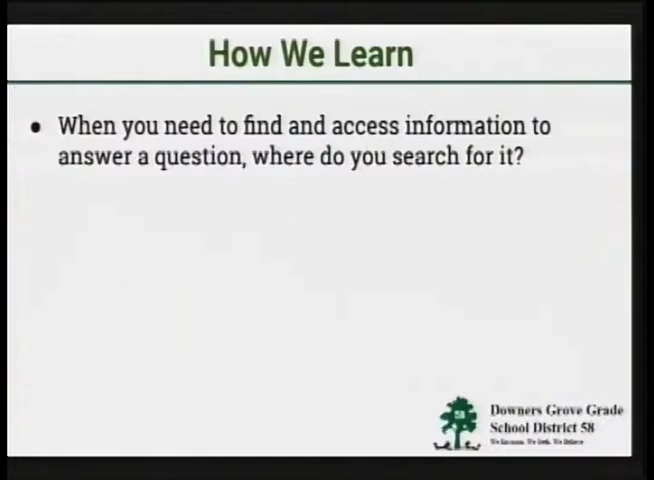 How We Learn
• When you need to find and access information to
answer a question, where do you search for it?
58
Downers Grove Grade
School District 58